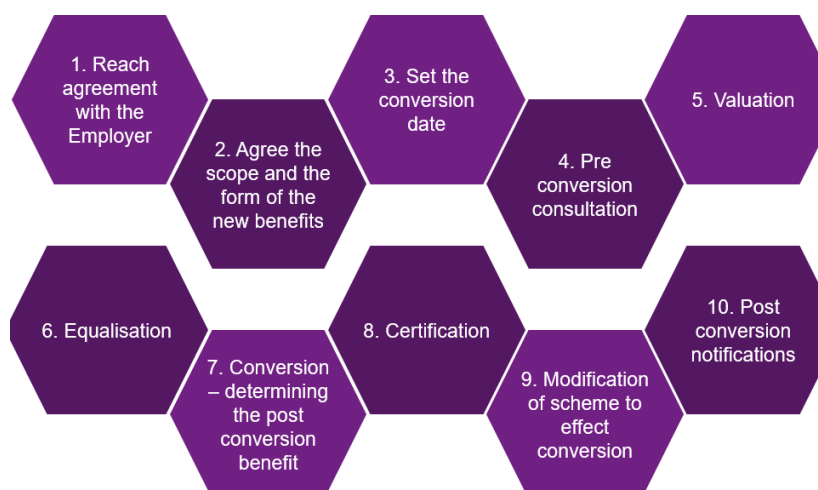 1. Reach
agreement
with the
Employer
2. Agree the
scope and the
form of the
new benefits
3. Set the
conversion
date
4. Pre
conversion
consultation
5. Valuation
6. Equalisation
7. Conversion
– determining
the post
conversion
benefit
8. Certification
9. Modification
of scheme to
effect
conversion
10. Post
conversion
notifications